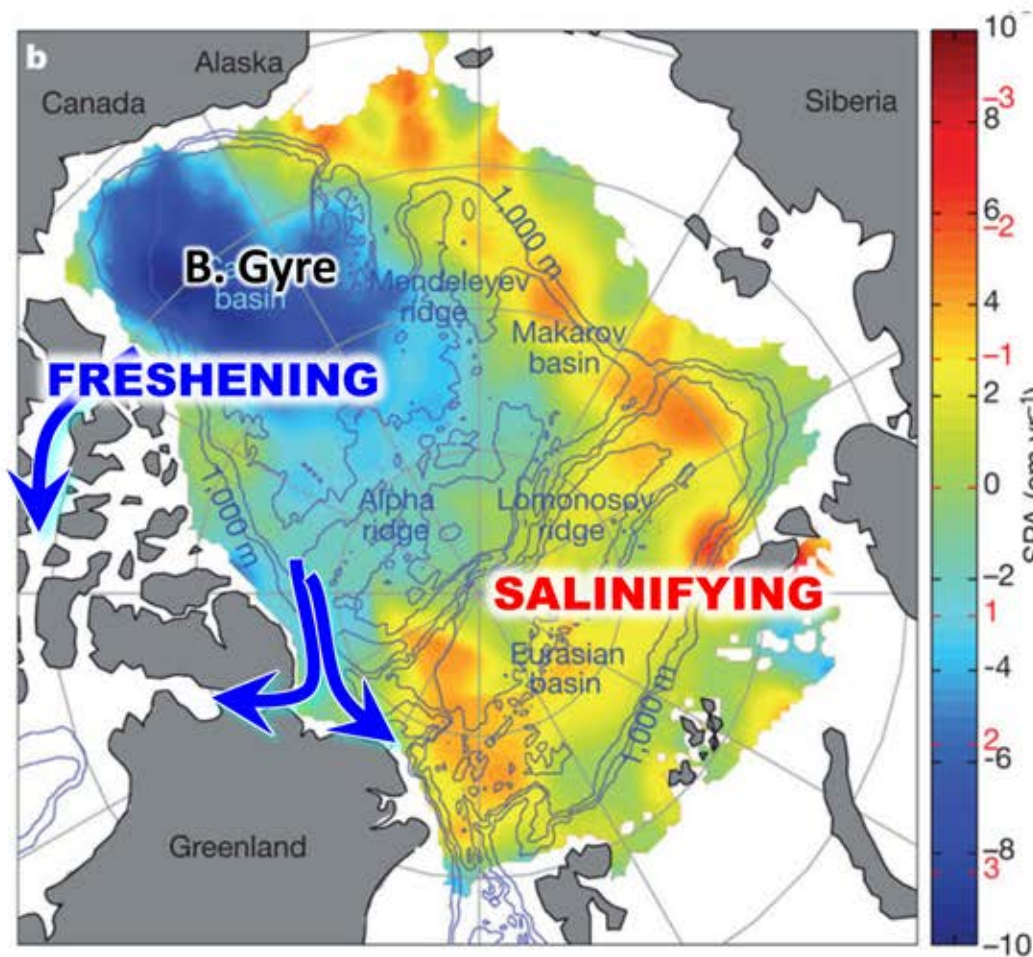 b
Alaska
Canada
Siberia
B. Gyre
basin
Mendeleyev
ridge
1,000 m
Makarov
basin
FRESHENING
1,000 m
Alpha
ridge
Lomonosov
ridge
SALINIFYING
Eurasian
basin
1,000 m
Greenland
10
–3
8
6
–2
4
–1
2
0
–2
1
–4
2
–6
–8
3
–10